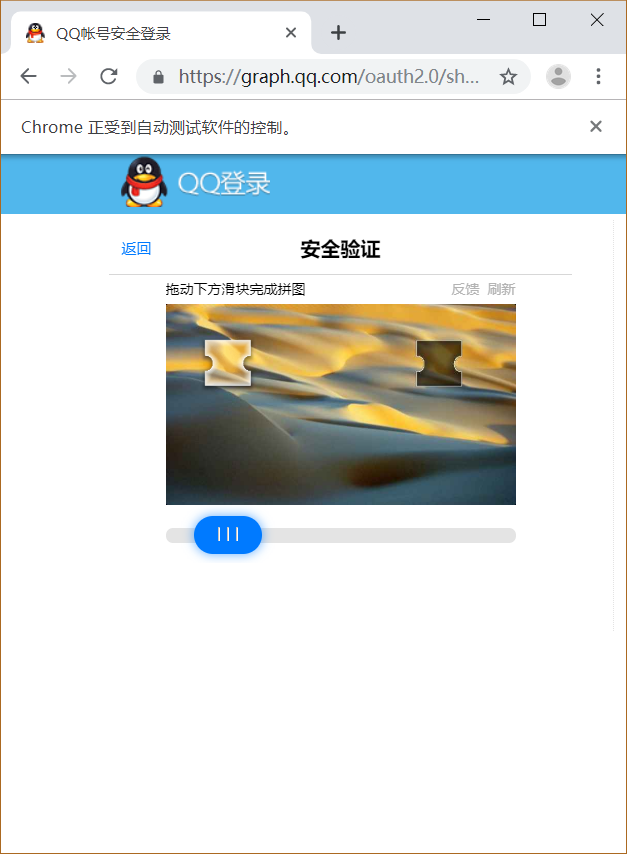 QQ帐号安全登录
https://graph.qq.com/oauth2.0/sh...
Chrome 正受到自动测试软件的控制。
QQ登录
返回 安全验证
拖动下方滑块完成拼图 反馈 刷新